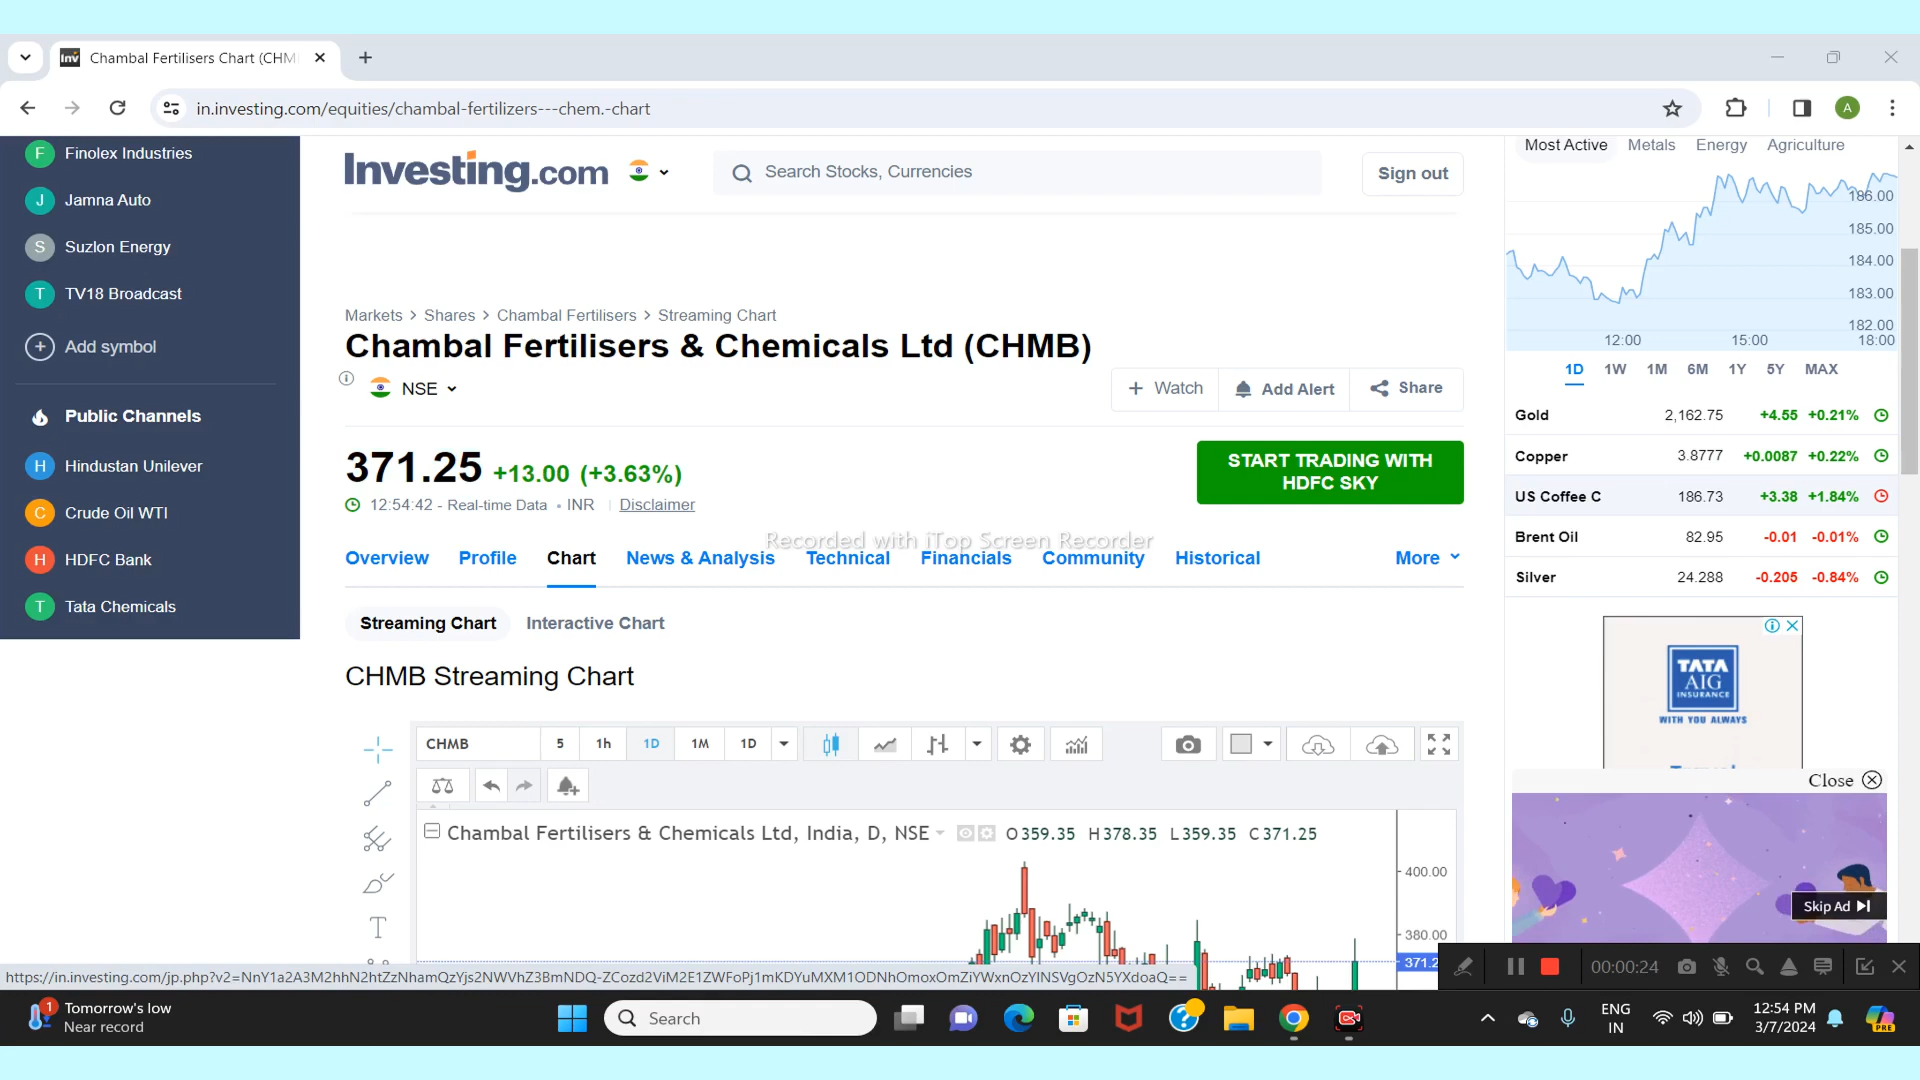 Chambal Fertilisers Chart (CHM
in.investing.com/equities/chambal-fertilizers---chem.-chart
A
F Finolex Industries
J Jamna Auto
S Suzlon Energy
T TV18 Broadcast
Add symbol
Public Channels
H Hindustan Unilever
C Crude Oil WTI
H HDFC Bank
T Tata Chemicals
Investing.com
Search Stocks, Currencies
Sign out
Markets > Shares > Chambal Fertilisers > Streaming Chart
Chambal Fertilisers & Chemicals Ltd (CHMB)
NSE
+ Watch
Add Alert
Share
371.25 +13.00 (+3.63%)
12:54:42 - Real-time Data • INR
Disclaimer
START TRADING WITH
HDFC SKY
Recorded with iTop Screen Recorder
Overview Profile Chart News & Analysis Technical Financials Community Historical More
Streaming Chart Interactive Chart
CHMB Streaming Chart
CHMB 5 1h 1D 1M 1D
Chambal Fertilisers & Chemicals Ltd, India, D, NSE O 359.35 H 378.35 L 359.35 C 371.25
400.00
380.00
371.2
Most Active Metals Energy Agriculture
186.00
185.00
184.00
183.00
182.00
12:00 15:00 18:00
1D 1W 1M 6M 1Y 5Y MAX
Gold 2,162.75 +4.55 +0.21%
Copper 3.8777 +0.0087 +0.22%
US Coffee C 186.73 +3.38 +1.84%
Brent Oil 82.95 -0.01 -0.01%
Silver 24.288 -0.205 -0.84%
TATA
AIG
INSURANCE
WITH YOU ALWAYS
Close
Skip Ad
00:00:24
https://in.investing.com/jp.php?v2=NnY1a2A3M2hhN2htZzNhamQzYjs2NWVhZ3BmNDQ-ZCozd2ViM2E1ZWFoPj1mKDYuMXM1ODNhOmoxOmZiYWxnOzYINSVgOzN5YXdoaQ==
1
Tomorrow's low
Near record
Search
ENG
IN
12:54 PM
3/7/2024
PRE